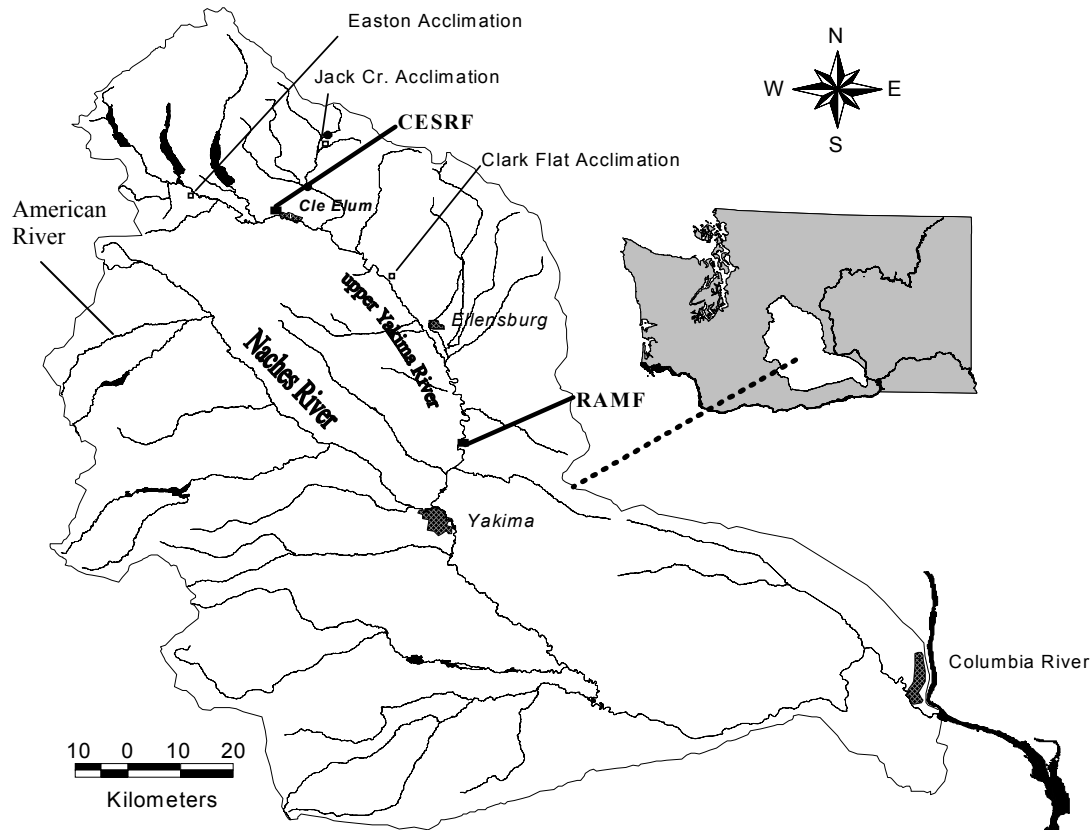 Easton Acclimation
N
Jack Cr. Acclimation
W
E
CESRF
S
Clark Flat Acclimation
Cle Elum
American
River
upper Yakima River
Ellensburg
Naches River
RAMF
Yakima
Columbia River
10 0 10 20
Kilometers